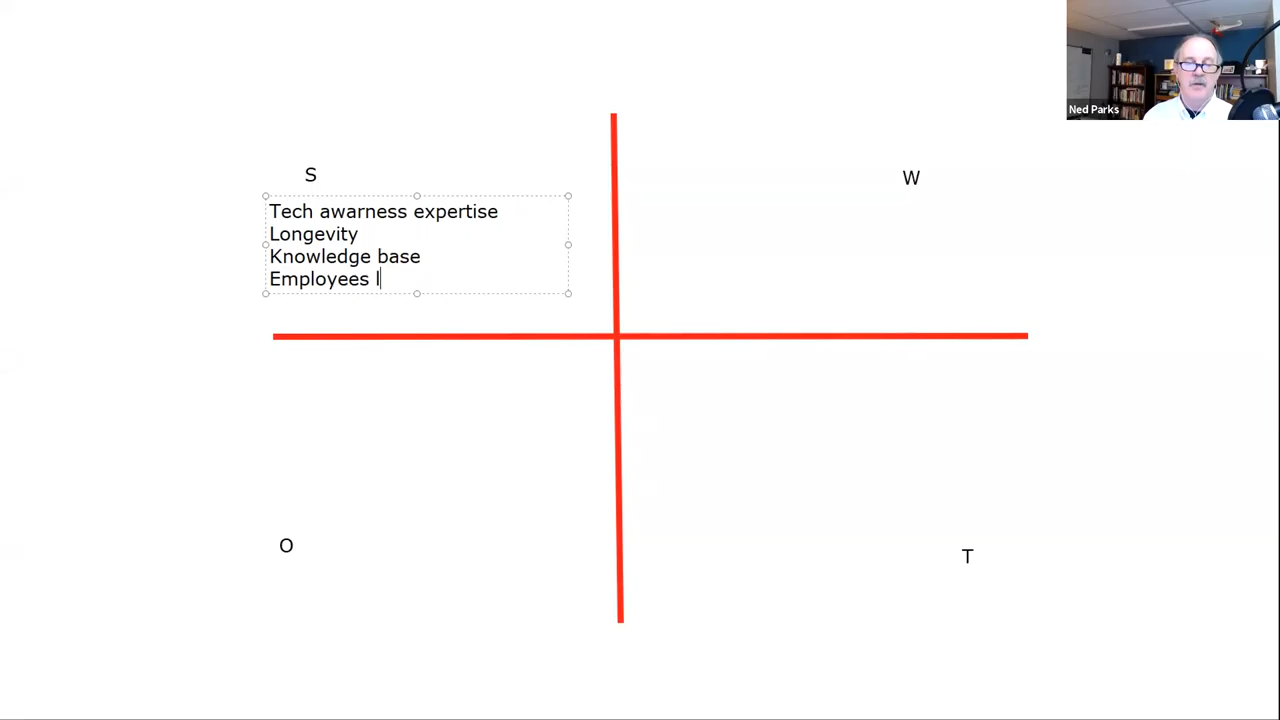 Ned Parks
S
W
Tech awarness expertise
Longevity
Knowledge base
Employees l
O
T